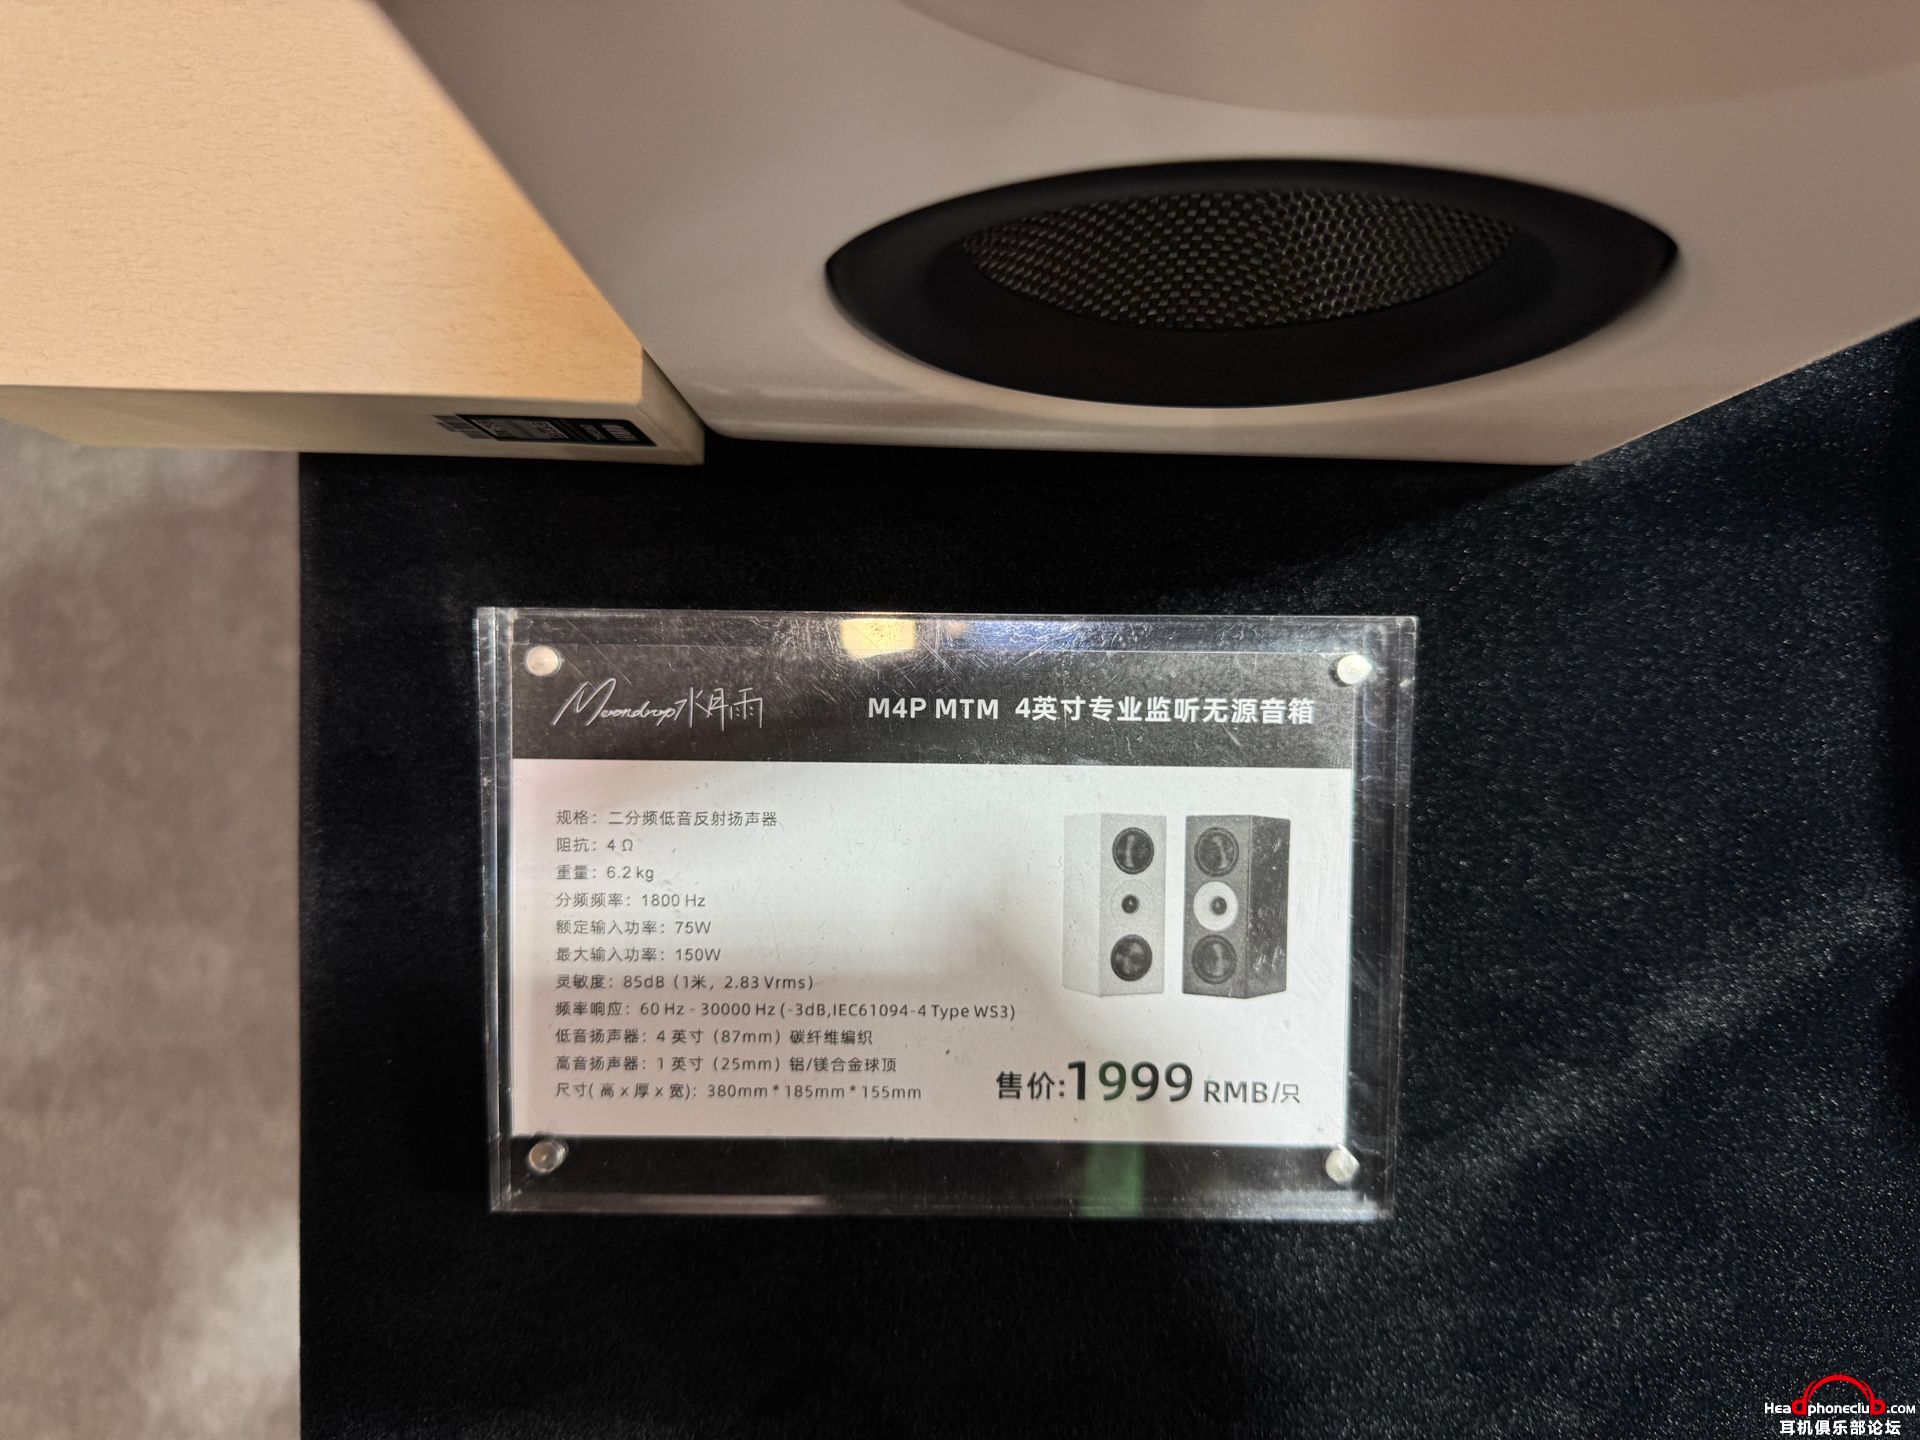 Moondrop水月雨
M4P MTM 4英寸专业监听无源音箱
规格：二分频低音反射扬声器
阻抗：4 Ω
重量：6.2 kg
分频频率：1800 Hz
额定输入功率：75W
最大输入功率：150W
灵敏度：85dB（1米，2.83 Vrms）
频率响应：60 Hz - 30000 Hz (-3dB,IEC61094-4 Type WS3)
低音扬声器：4 英寸（87mm）碳纤维编织
高音扬声器：1 英寸（25mm）铝/镁合金球顶
尺寸( 高 x 厚 x 宽)：380mm * 185mm * 155mm
售价:1999 RMB/只
Headphoneclub.com
耳机俱乐部论坛